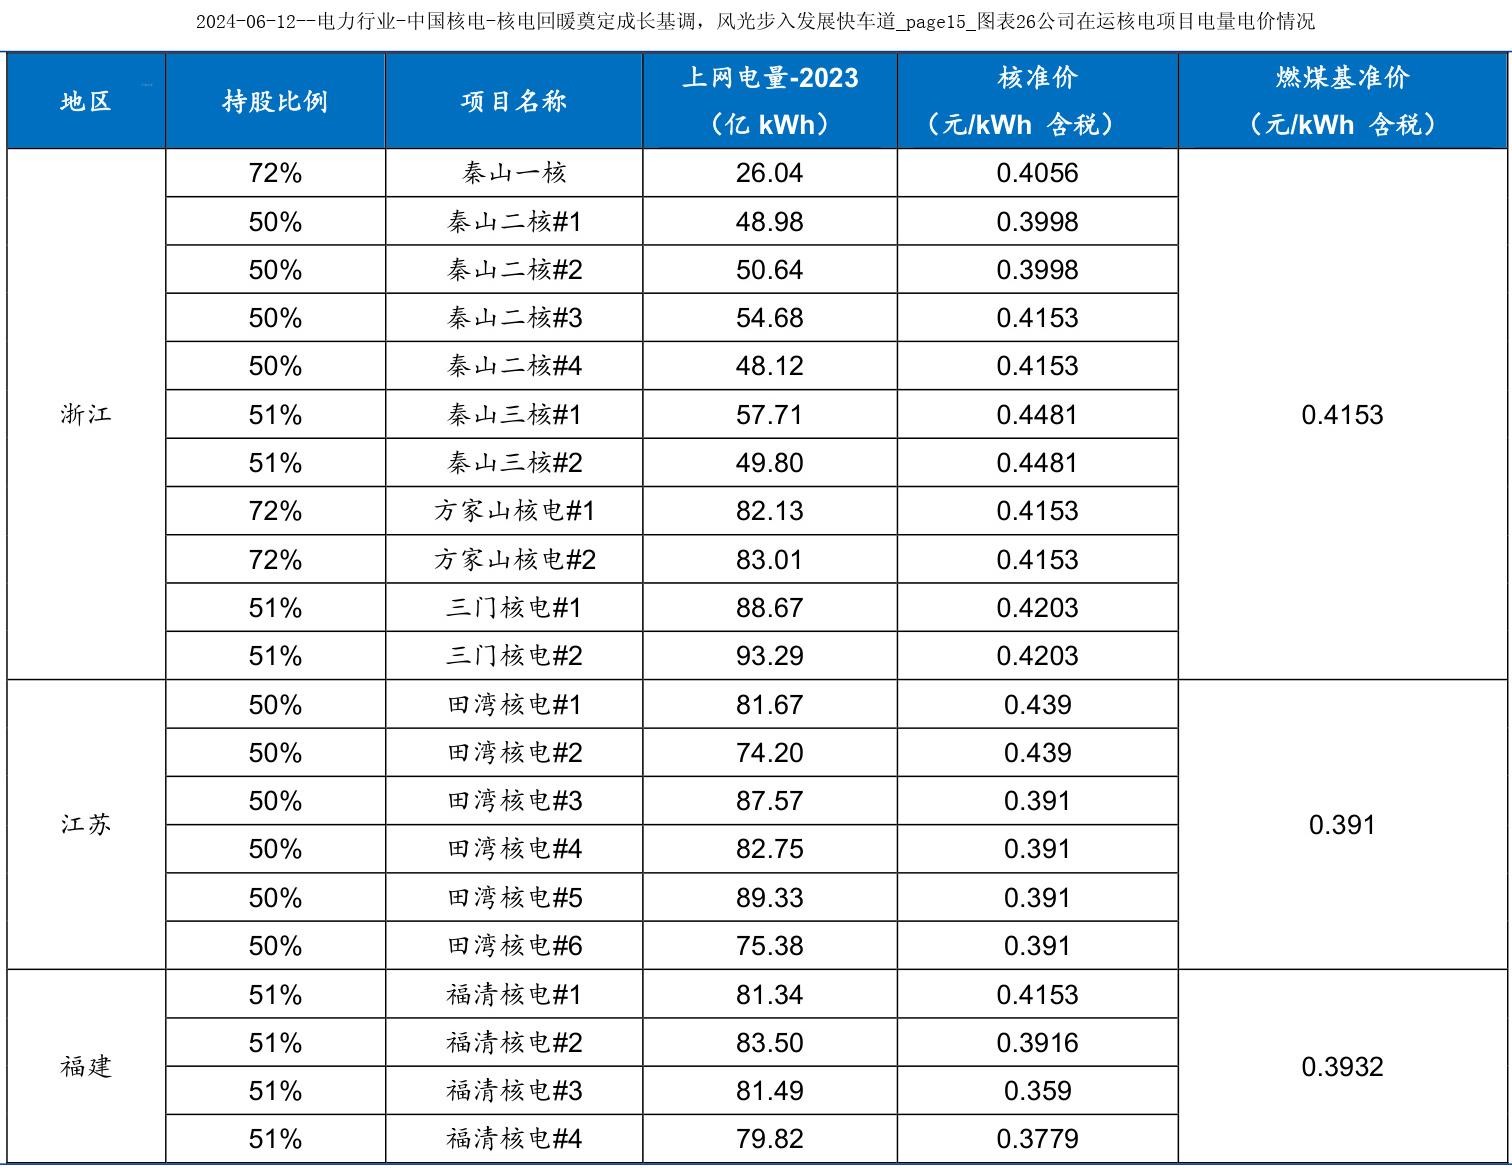 2024-06-12--电力行业-中国核电-核电回暖奠定成长基调，风光步入发展快车道_page15_图表26公司在运核电项目电量电价情况
地区 持股比例 项目名称 上网电量-2023（亿 kWh） 核准价（元/kWh 含税） 燃煤基准价（元/kWh 含税）
浙江 72% 秦山一核 26.04 0.4056 0.4153
50% 秦山二核#1 48.98 0.3998
50% 秦山二核#2 50.64 0.3998
50% 秦山二核#3 54.68 0.4153
50% 秦山二核#4 48.12 0.4153
51% 秦山三核#1 57.71 0.4481
51% 秦山三核#2 49.80 0.4481
72% 方家山核电#1 82.13 0.4153
72% 方家山核电#2 83.01 0.4153
51% 三门核电#1 88.67 0.4203
51% 三门核电#2 93.29 0.4203
江苏 50% 田湾核电#1 81.67 0.439 0.391
50% 田湾核电#2 74.20 0.439
50% 田湾核电#3 87.57 0.391
50% 田湾核电#4 82.75 0.391
50% 田湾核电#5 89.33 0.391
50% 田湾核电#6 75.38 0.391
福建 51% 福清核电#1 81.34 0.4153 0.3932
51% 福清核电#2 83.50 0.3916
51% 福清核电#3 81.49 0.359
51% 福清核电#4 79.82 0.3779